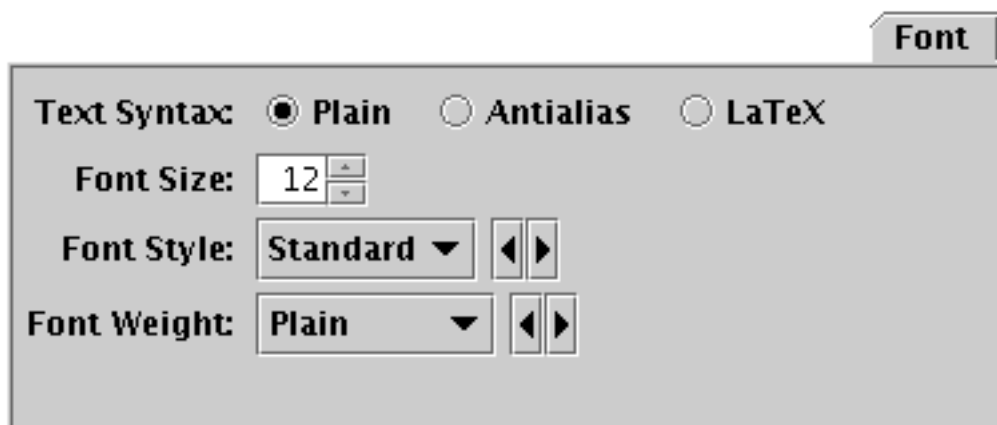 Font
Text Syntax: Plain Antialias LaTeX
Font Size: 12
Font Style: Standard
Font Weight: Plain